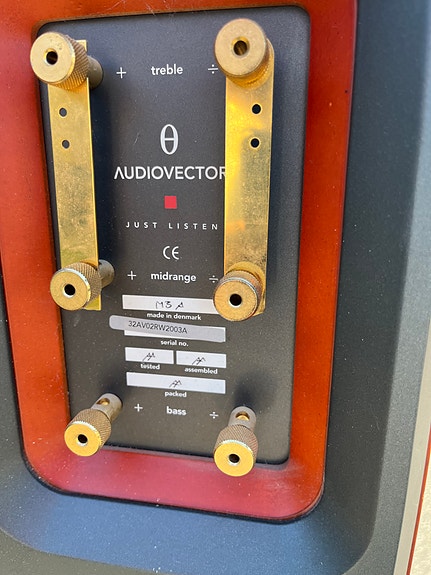 + treble ÷
AUDIOVECTOR
JUST LISTEN
CE
+ midrange ÷
M3 A
made in denmark
32AV02RW2003A
serial no.
tested assembled
packed
+ bass ÷